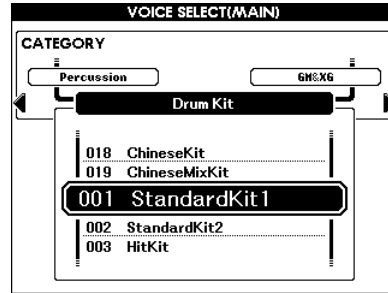 VOICE SELECT(MAIN)
CATEGORY
Percussion GM&XG
Drum Kit
018 ChineseKit
019 ChineseMixKit
001 StandardKit1
002 StandardKit2
003 HitKit